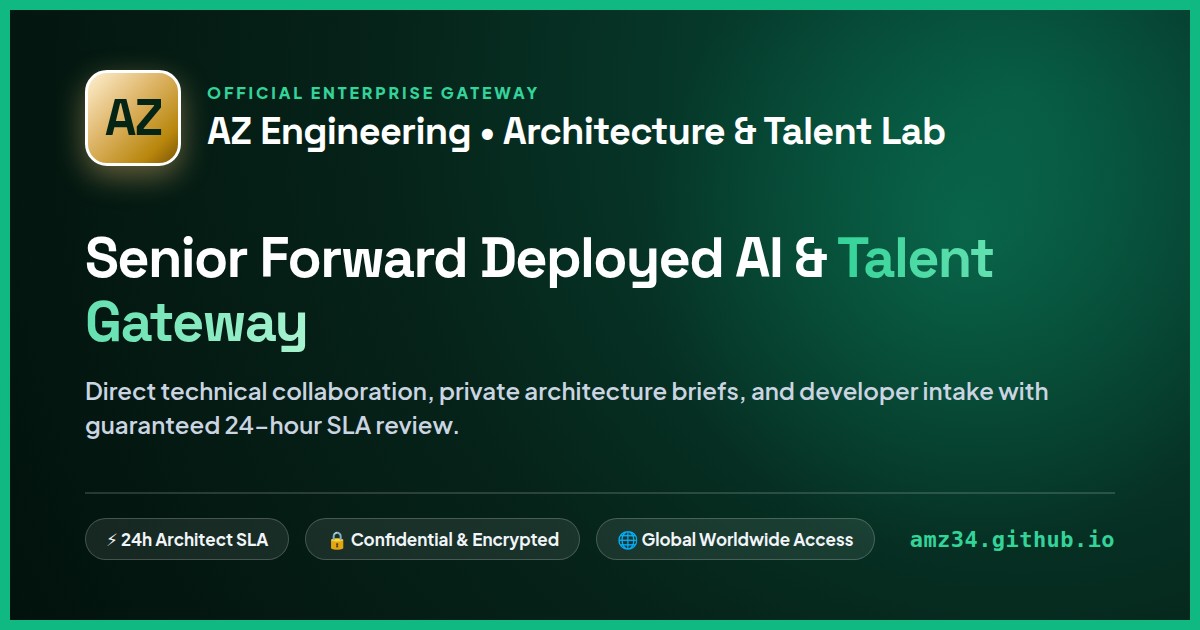 AZ
OFFICIAL ENTERPRISE GATEWAY
AZ Engineering • Architecture & Talent Lab
Senior Forward Deployed AI & Talent
Gateway
Direct technical collaboration, private architecture briefs, and developer intake with
guaranteed 24-hour SLA review.
⚡ 24h Architect SLA
🔒 Confidential & Encrypted
🌐 Global Worldwide Access
amz34.github.io